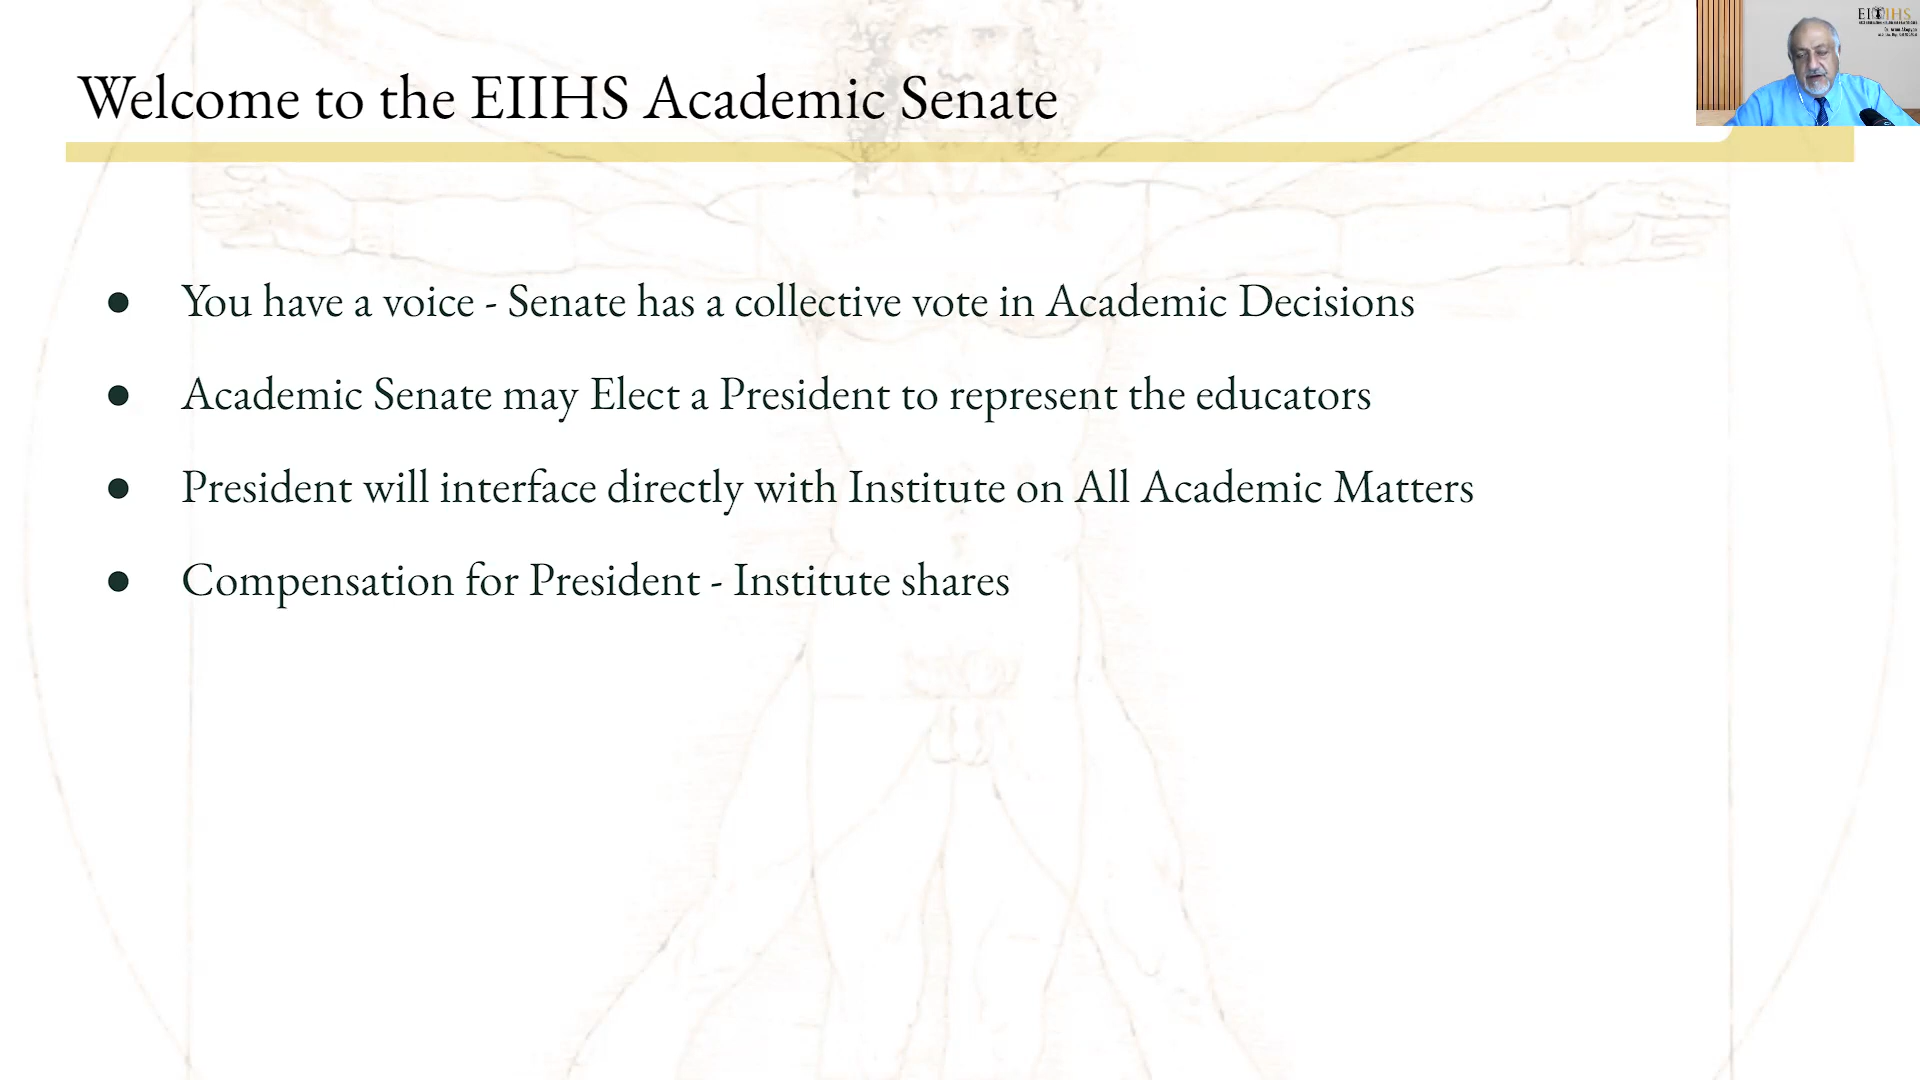 Welcome to the EIIHS Academic Senate
EIIHS
● You have a voice - Senate has a collective vote in Academic Decisions
● Academic Senate may Elect a President to represent the educators
● President will interface directly with Institute on All Academic Matters
● Compensation for President - Institute shares